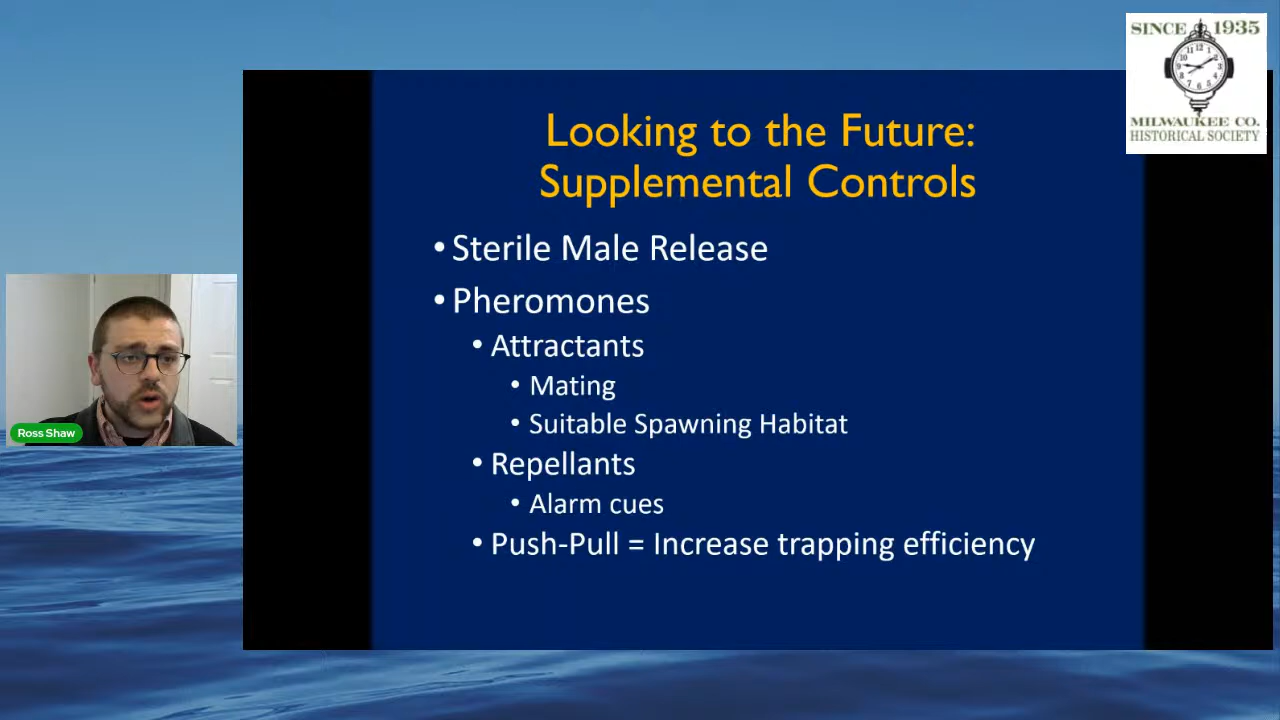 SINCE 1935
MILWAUKEE CO.
HISTORICAL SOCIETY
Looking to the Future:
Supplemental Controls
• Sterile Male Release
• Pheromones
• Attractants
• Mating
• Suitable Spawning Habitat
• Repellants
• Alarm cues
• Push-Pull = Increase trapping efficiency
Ross Shaw